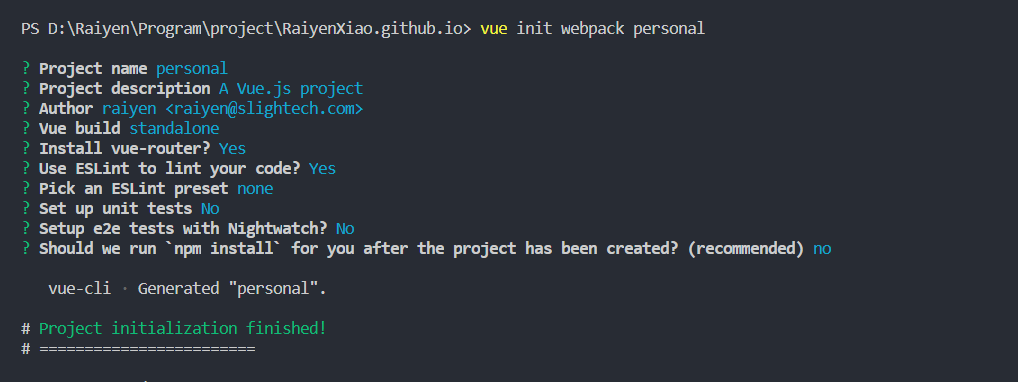 PS D:\Raiyen\Program\project\RaiyenXiao.github.io> vue init webpack personal
? Project name personal
? Project description A Vue.js project
? Author raiyen <raiyen@slightech.com>
? Vue build standalone
? Install vue-router? Yes
? Use ESLint to lint your code? Yes
? Pick an ESLint preset none
? Set up unit tests No
? Setup e2e tests with Nightwatch? No
? Should we run `npm install` for you after the project has been created? (recommended) no
vue-cli · Generated "personal".
# Project initialization finished!
# ========================